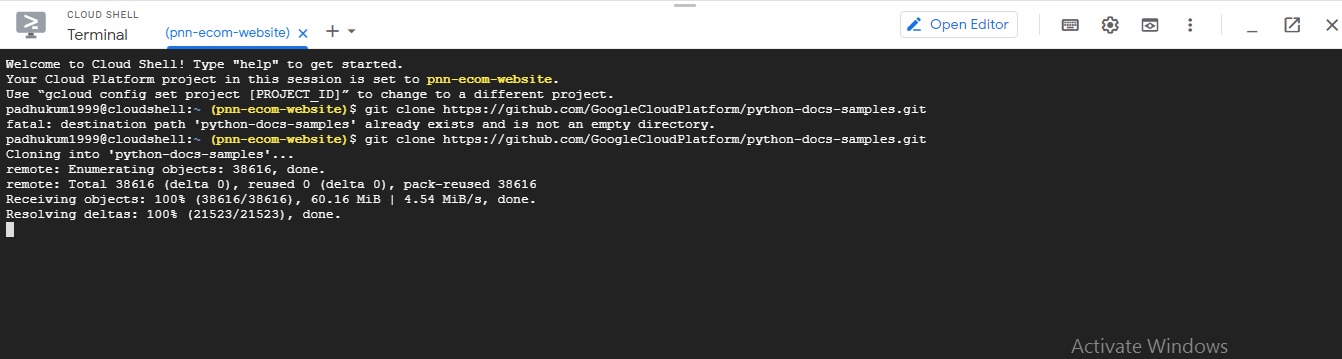 CLOUD SHELL
Terminal
(pnn-ecom-website)
Open Editor
Welcome to Cloud Shell! Type "help" to get started.
Your Cloud Platform project in this session is set to pnn-ecom-website.
Use “gcloud config set project [PROJECT_ID]” to change to a different project.
padhukum1999@cloudshell:~ (pnn-ecom-website)$ git clone https://github.com/GoogleCloudPlatform/python-docs-samples.git
fatal: destination path 'python-docs-samples' already exists and is not an empty directory.
padhukum1999@cloudshell:~ (pnn-ecom-website)$ git clone https://github.com/GoogleCloudPlatform/python-docs-samples.git
Cloning into 'python-docs-samples'...
remote: Enumerating objects: 38616, done.
remote: Total 38616 (delta 0), reused 0 (delta 0), pack-reused 38616
Receiving objects: 100% (38616/38616), 60.16 MiB | 4.54 MiB/s, done.
Resolving deltas: 100% (21523/21523), done.
Activate Windows